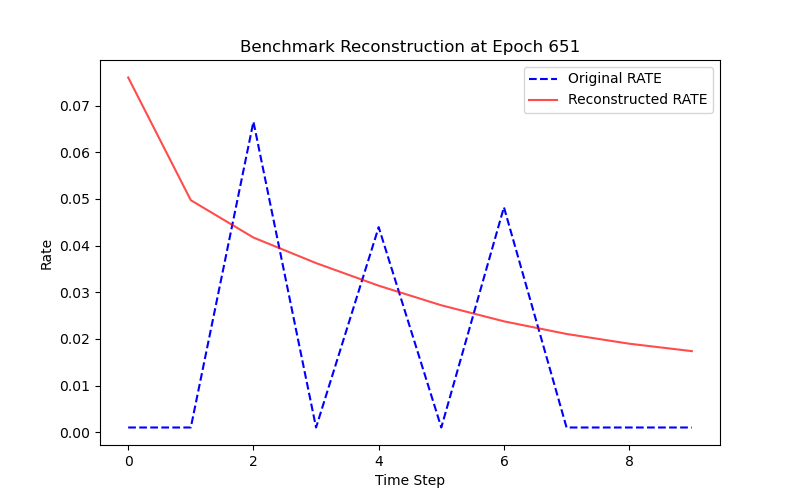 Benchmark Reconstruction at Epoch 651
Original RATE
Reconstructed RATE
Rate
0.07
0.06
0.05
0.04
0.03
0.02
0.01
0.00
0 2 4 6 8
Time Step